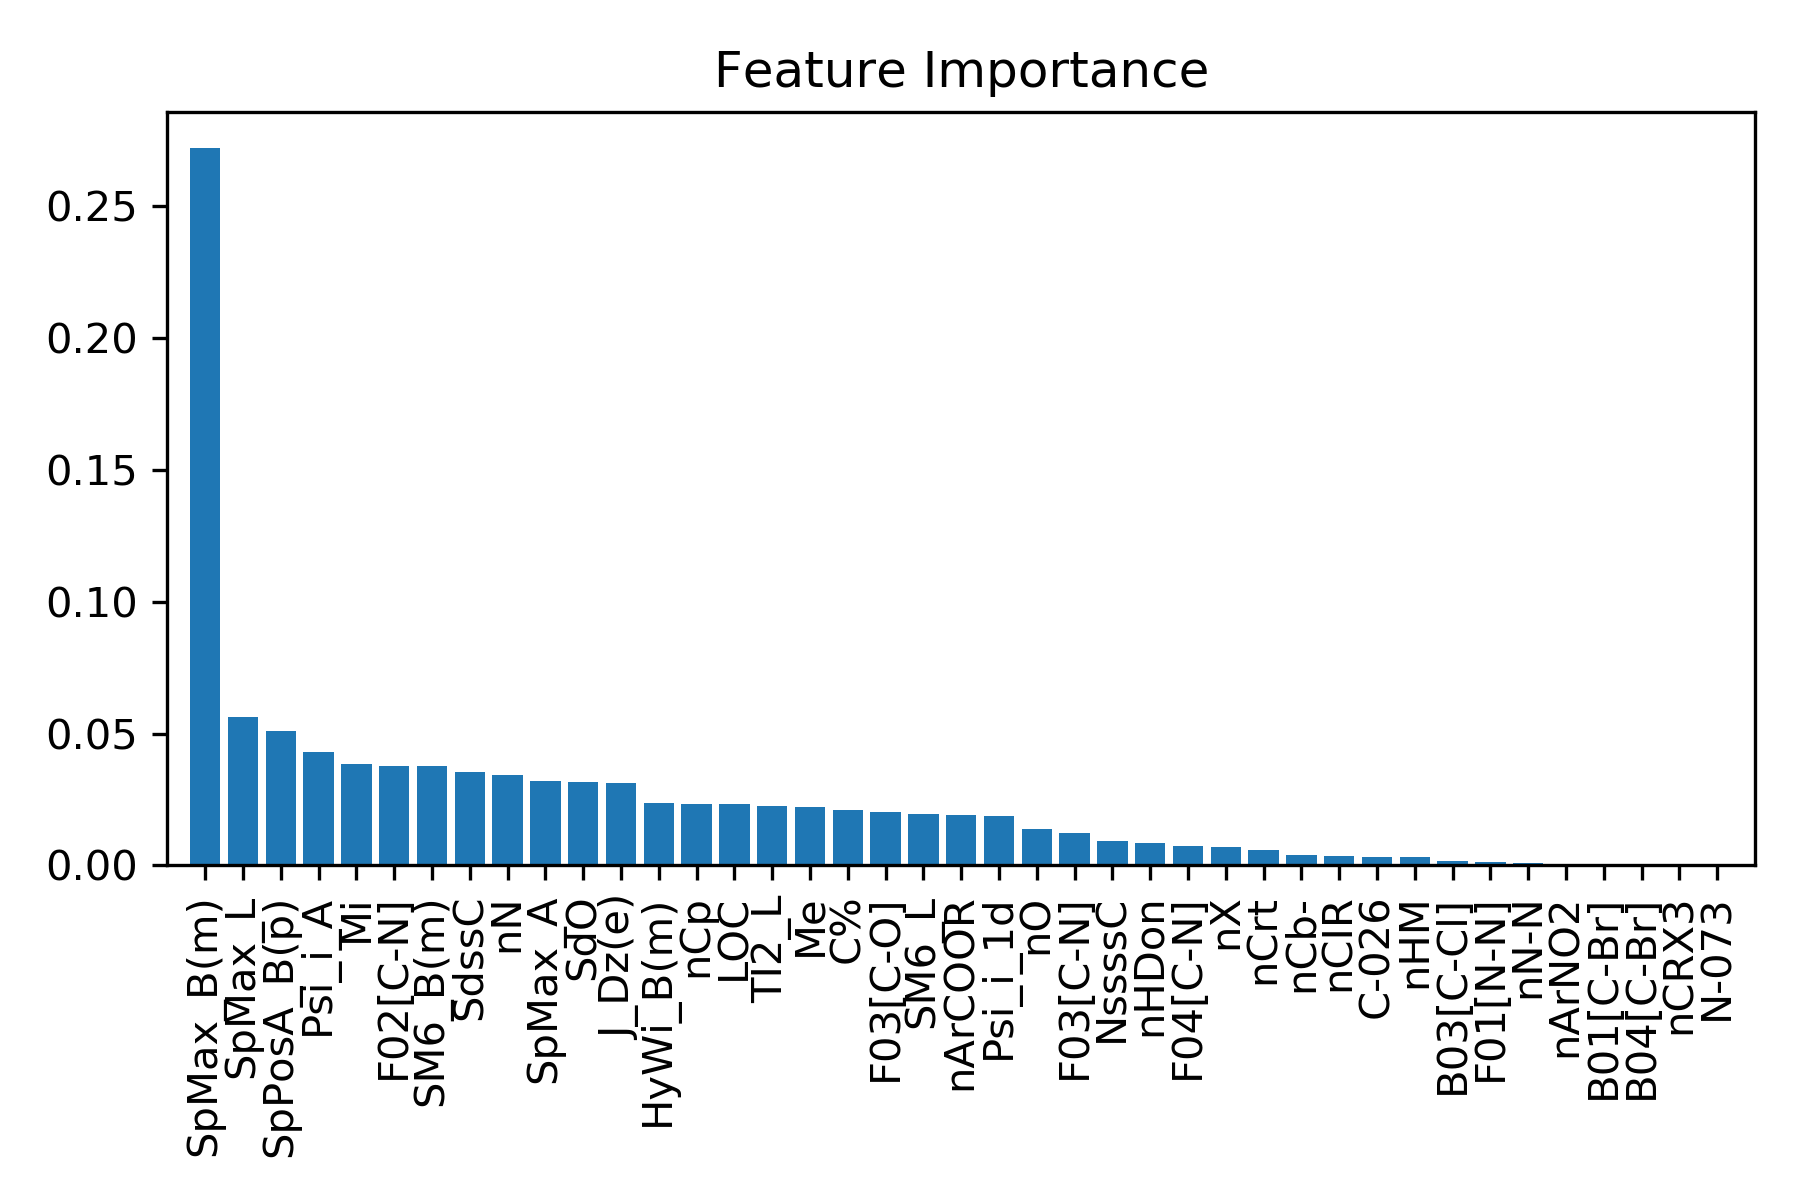 Feature Importance
0.25
0.20
0.15
0.10
0.05
0.00
SpMax_B(m)
SpMax_L
SpPosA_B(p)
Psi_i_A
Mi
F02[C-N]
SM6_B(m)
SdssC
nN
SpMax_A
SdO
J_Dz(e)
HyWi_B(m)
nCp
LOC
TI2_L
Me
C%
F03[C-O]
SM6_L
nArCOOR
Psi_i_1d
nO
F03[C-N]
NssssC
nHDon
F04[C-N]
nX
nCrt
nCb-
nCIR
C-026
nHM
B03[C-Cl]
F01[N-N]
nN-N
nArNO2
B01[C-Br]
B04[C-Br]
nCRX3
N-073